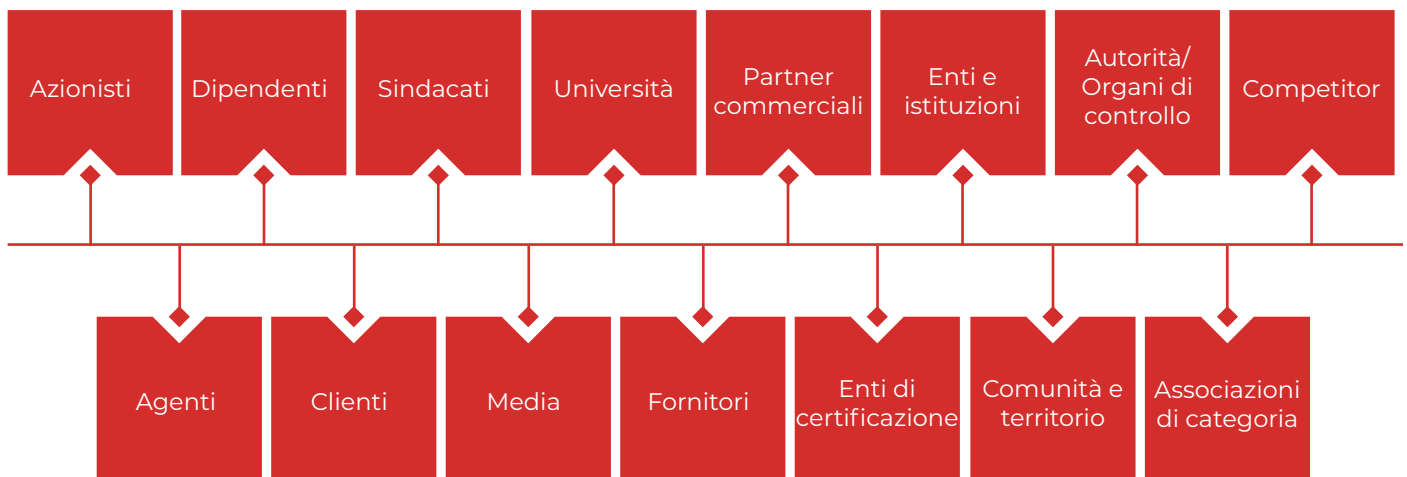 Azionisti
Dipendenti
Sindacati
Università
Partner
commerciali
Enti e
istituzioni
Autorità/
Organi di
controllo
Competitor
Agenti
Clienti
Media
Fornitori
Enti di
certificazione
Comunità e
territorio
Associazioni
di categoria